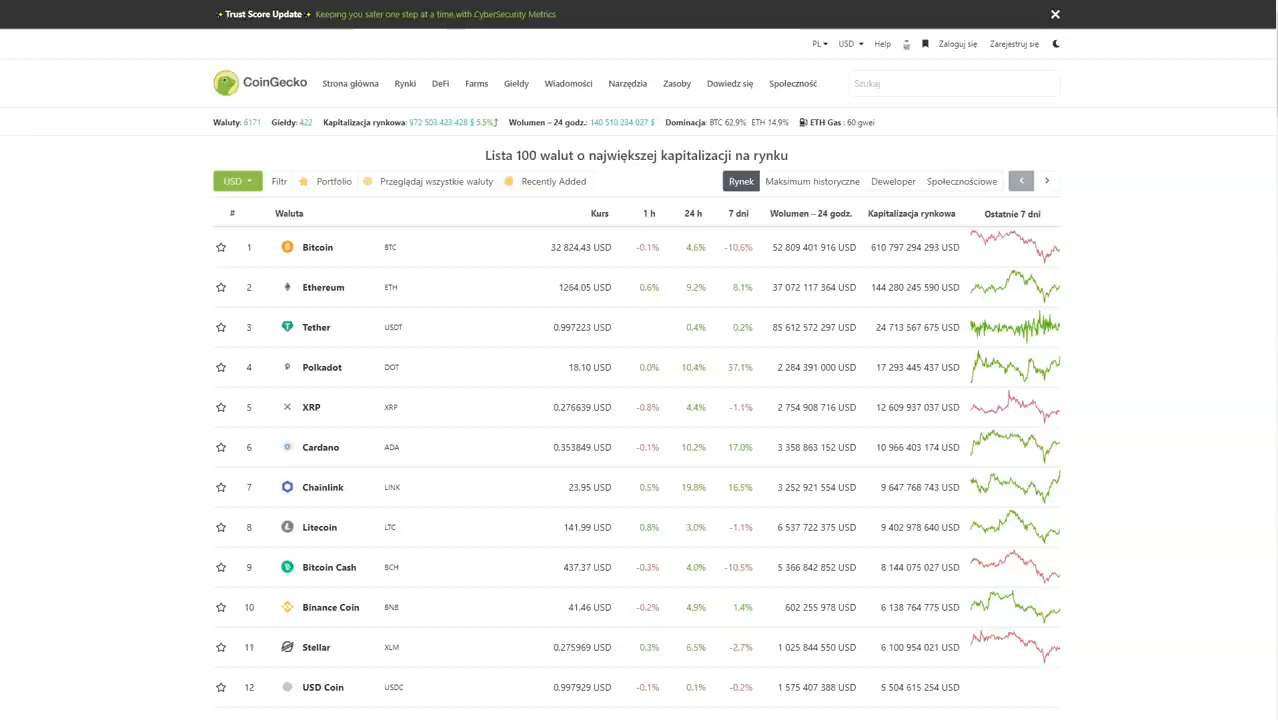 Trust Score Update Keeping you safer one step at a time with CyberSecurity Metrics
PL USD Help Zaloguj się Zarejestruj się
CoinGecko Strona główna Rynki DeFi Farms Giełdy Wiadomości Narzędzia Zasoby Dowiedz się Społeczność Szukaj
Waluty: 6171 Giełdy: 422 Kapitalizacja rynkowa: 972 503 423 428 $ 5.5% Wolumen – 24 godz.: 140 510 234 027 $ Dominacja: BTC 62,9% ETH 14,9% ETH Gas : 60 gwei
Lista 100 walut o największej kapitalizacji na rynku
USD Filtr Portfolio Przeglądaj wszystkie waluty Recently Added Rynek Maksimum historyczne Deweloper Społecznościowe
# Waluta Kurs 1 h 24 h 7 dni Wolumen – 24 godz. Kapitalizacja rynkowa Ostatnie 7 dni
1 Bitcoin BTC 32 824.43 USD -0.1% 4.6% -10.6% 52 809 401 916 USD 610 797 294 293 USD
2 Ethereum ETH 1264.05 USD 0.6% 9.2% 8.1% 37 072 117 364 USD 144 280 245 590 USD
3 Tether USDT 0.997223 USD 0.4% 0.2% 85 612 572 297 USD 24 713 567 675 USD
4 Polkadot DOT 18.10 USD 0.0% 10.4% 37.1% 2 284 391 000 USD 17 293 445 437 USD
5 XRP XRP 0.276639 USD -0.8% 4.4% -1.1% 2 754 908 716 USD 12 609 937 037 USD
6 Cardano ADA 0.353849 USD -0.1% 10.2% 17.0% 3 358 863 152 USD 10 966 403 174 USD
7 Chainlink LINK 23.95 USD 0.5% 19.8% 16.5% 3 252 921 554 USD 9 647 768 743 USD
8 Litecoin LTC 141.99 USD 0.8% 3.0% -1.1% 6 537 722 375 USD 9 402 978 640 USD
9 Bitcoin Cash BCH 437.37 USD -0.3% 4.0% -10.5% 5 366 842 852 USD 8 144 075 027 USD
10 Binance Coin BNB 41.46 USD -0.2% 4.9% 1.4% 602 255 978 USD 6 138 764 775 USD
11 Stellar XLM 0.275969 USD 0.3% 6.5% -2.7% 1 025 844 550 USD 6 100 954 021 USD
12 USD Coin USDC 0.997929 USD -0.1% 0.1% -0.2% 1 575 407 388 USD 5 504 615 254 USD